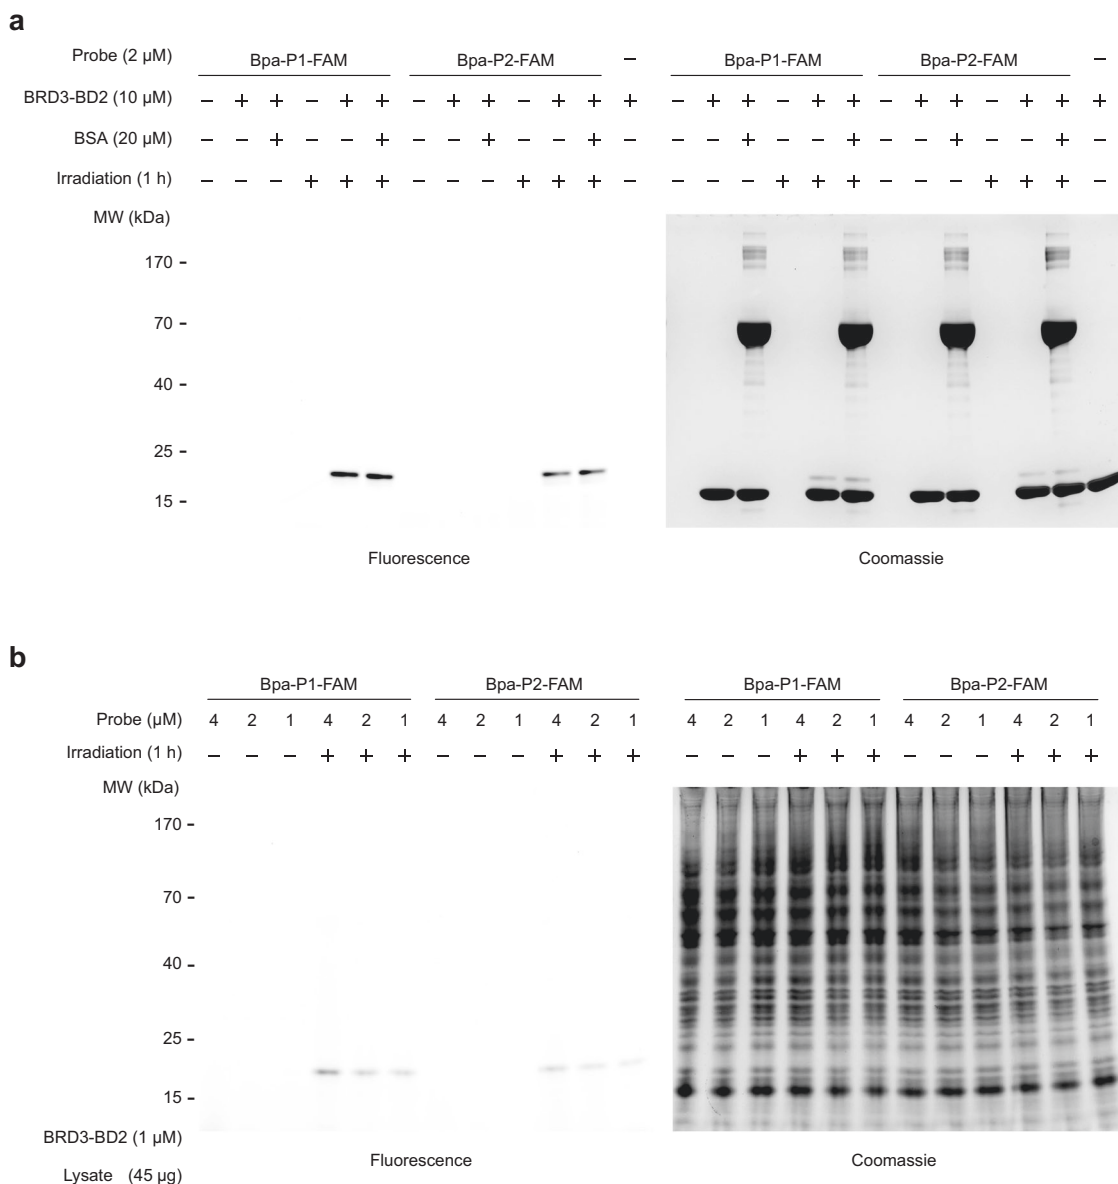 a
Probe (2 µM) Bpa-P1-FAM Bpa-P2-FAM – Bpa-P1-FAM Bpa-P2-FAM –
BRD3-BD2 (10 µM) – + + – + + – + + – + + + – + + – + + – + + – + + +
BSA (20 µM) – – + – – + – – + – – + – – – + – – + – – + – – + –
Irradiation (1 h) – – – + + + – – – + + + – – – – + + + – – – + + + –
MW (kDa)
170 -
70 -
40 -
25 -
15 -
Fluorescence Coomassie
b
Bpa-P1-FAM Bpa-P2-FAM Bpa-P1-FAM Bpa-P2-FAM
Probe (µM) 4 2 1 4 2 1 4 2 1 4 2 1 4 2 1 4 2 1 4 2 1 4 2 1
Irradiation (1 h) – – – + + + – – – + + + – – – + + + – – – + + +
MW (kDa)
170 -
70 -
40 -
25 -
15 -
BRD3-BD2 (1 µM)
Fluorescence Coomassie
Lysate (45 µg)